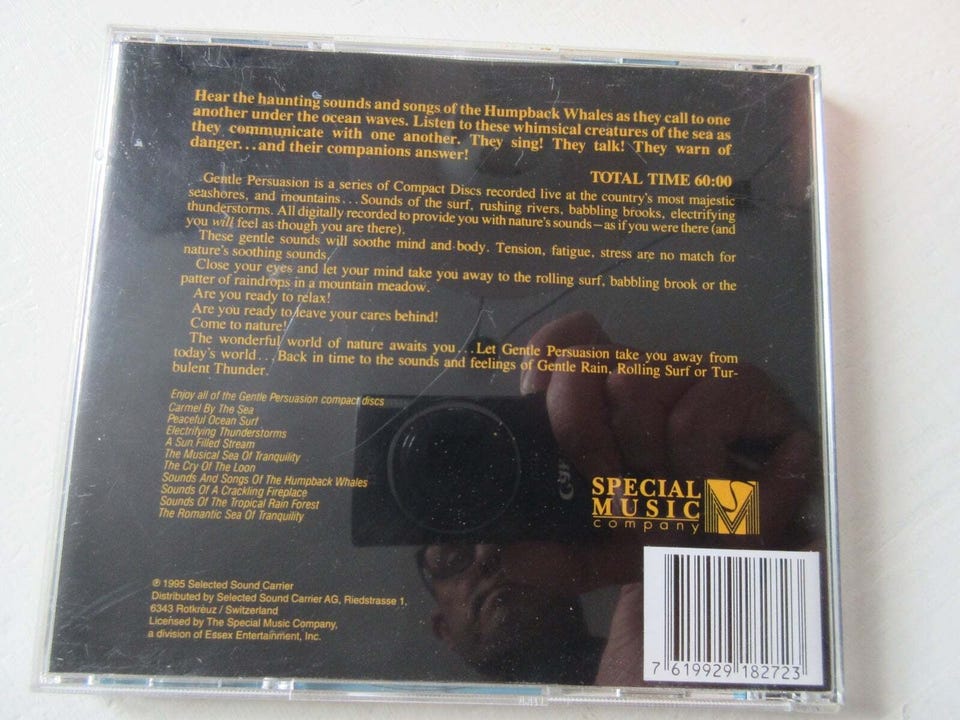 Hear the haunting sounds and songs of the Humpback Whales as they call to one
another under the ocean waves. Listen to these whimsical creatures of the sea as
they communicate with one another. They sing! They talk! They warn of
danger...and their companions answer!
TOTAL TIME 60:00
Gentle Persuasion is a series of Compact Discs recorded live at the country's most majestic
seashores, and mountains...Sounds of the surf, rushing rivers, babbling brooks, electrifying
thunderstorms. All digitally recorded to provide you with nature's sounds—as if you were there (and
you will feel as though you are there).
These gentle sounds will soothe mind and body. Tension, fatigue, stress are no match for
nature's soothing sounds.
Close your eyes and let your mind take you away to the rolling surf, babbling brook or the
patter of raindrops in a mountain meadow.
Are you ready to relax!
Are you ready to leave your cares behind!
Come to nature!
The wonderful world of nature awaits you...Let Gentle Persuasion take you away from
today's world...Back in time to the sounds and feelings of Gentle Rain, Rolling Surf or Tur-
bulent Thunder.
Enjoy all of the Gentle Persuasion compact discs
Carmel By The Sea
Peaceful Ocean Surf
Electrifying Thunderstorms
A Sun Filled Stream
The Musical Sea Of Tranquility
The Cry Of The Loon
Sounds And Songs Of The Humpback Whales
Sounds Of A Crackling Fireplace
Sounds Of The Tropical Rain Forest
The Romantic Sea Of Tranquility
SPECIAL
MUSIC
company
℗ 1995 Selected Sound Carrier
Distributed by Selected Sound Carrier AG, Riedstrasse 1,
6343 Rotkreuz / Switzerland
Licensed by The Special Music Company,
a division of Essex Entertainment, Inc.
7 619929 182723